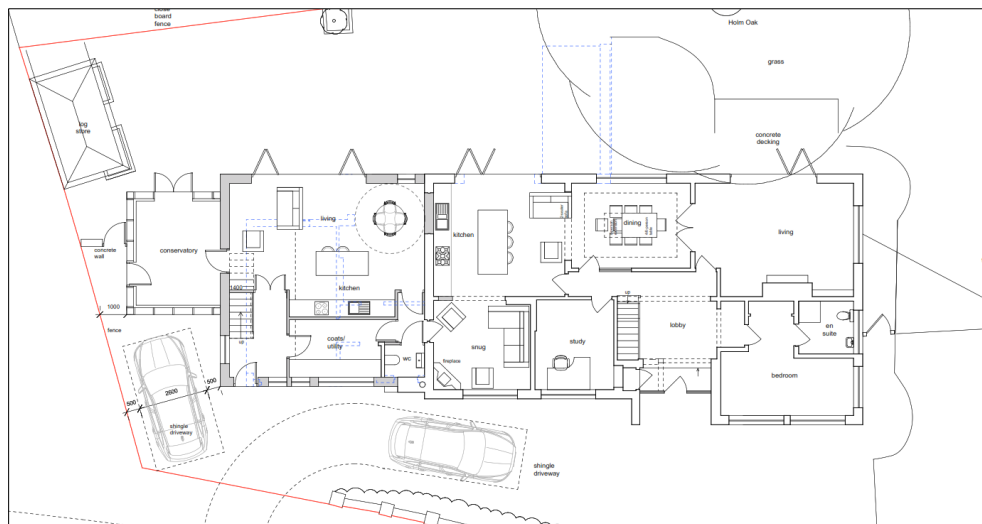 close
board
fence
Holm Oak
grass
log
store
concrete
decking
living
dining
kitchen
living
conservatory
concrete
wall
kitchen
1400
1000
up
up
lobby
en
suite
fence
coats/
utility
snug
study
wc
fireplace
bedroom
500
2600
500
shingle
driveway
shingle
driveway